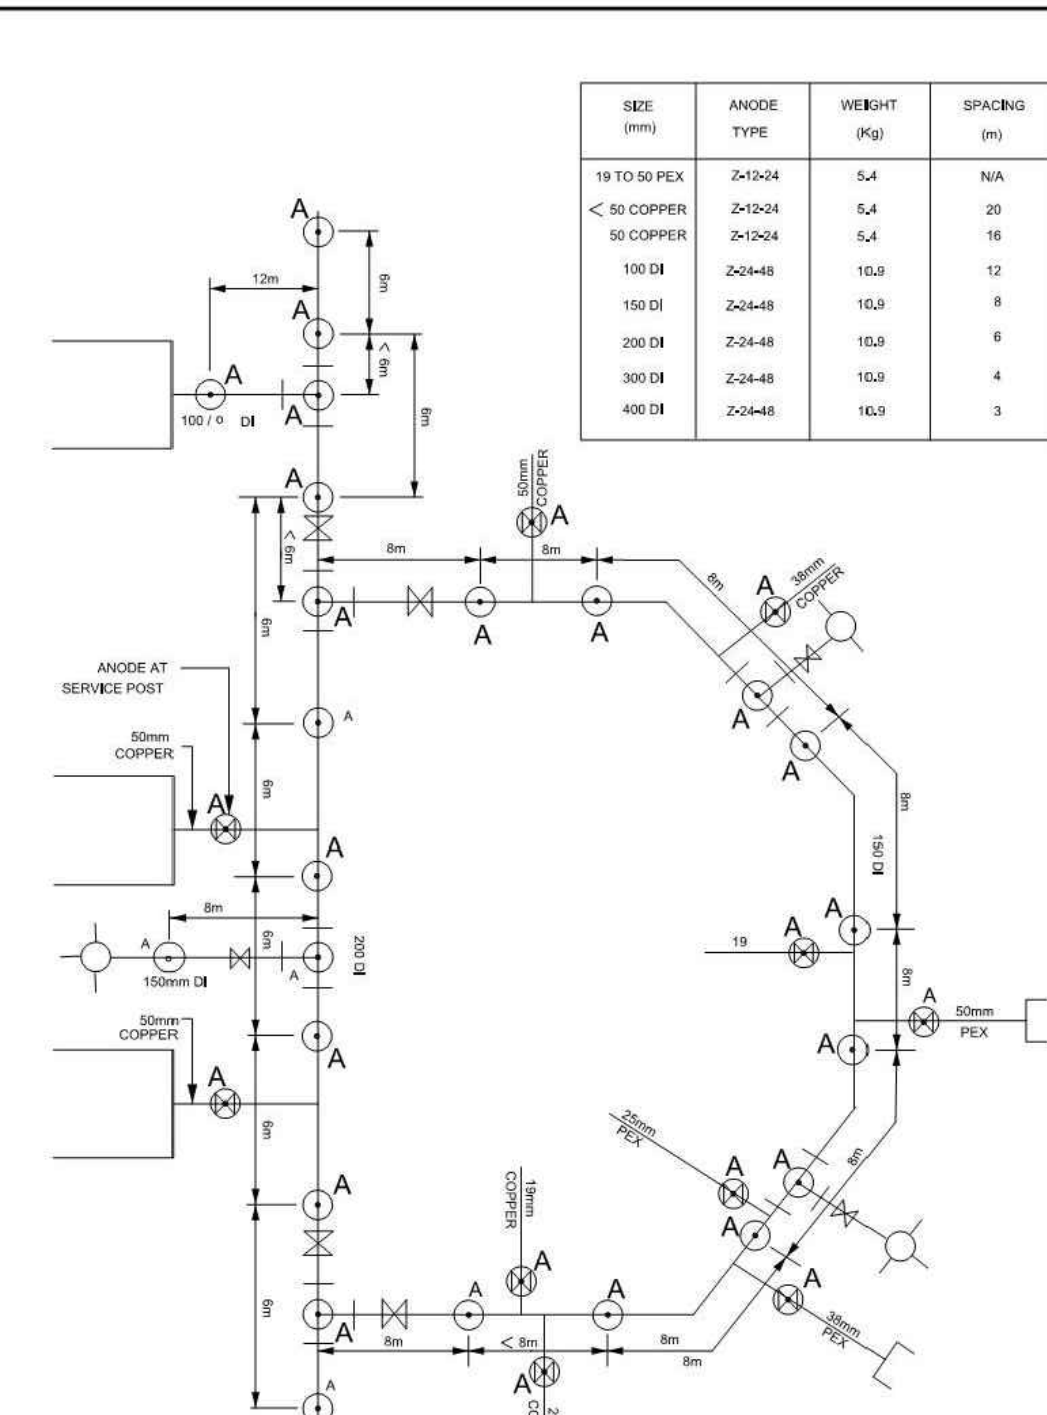 SIZE ANODE WEIGHT SPACING
(mm) TYPE (Kg) (m)
19 TO 50 PEX Z-12-24 5.4 N/A
< 50 COPPER Z-12-24 5.4 20
50 COPPER Z-12-24 5.4 16
100 DI Z-24-48 10.9 12
150 DI Z-24-48 10.9 8
200 DI Z-24-48 10.9 6
300 DI Z-24-48 10.9 4
400 DI Z-24-48 10.9 3
A
12m
6m
A
< 6m
A
100 / o DI
A
6m
A
< 6m
50mm
COPPER
A
8m
8m
8m
A
38mm
COPPER
A
A
A
6m
ANODE AT
SERVICE POST
A
A
A
50mm
COPPER
6m
A
8m
150 DI
A
8m
A
A
6m
A
19
8m
200 DI
A
150mm DI
A
A
50mm
PEX
50mm
COPPER
A
A
A
6m
25mm
PEX
8m
A
A
A
19mm
COPPER
A
6m
A
A
A
A
38mm
PEX
A
8m
< 8m
8m
8m
A
A
2
CO